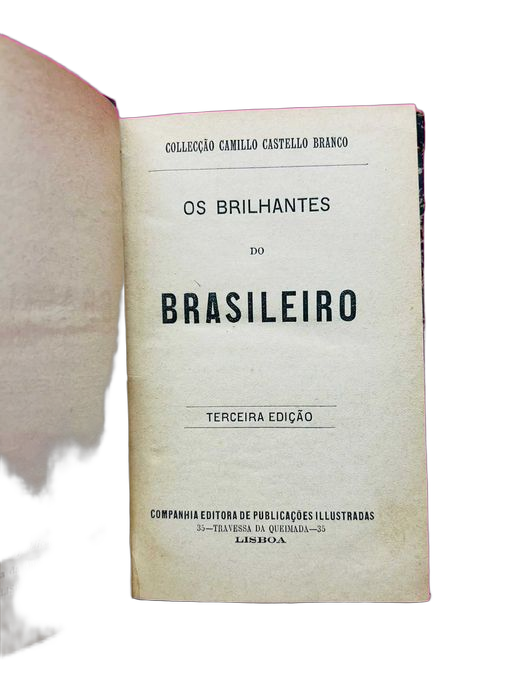 COLLECÇÃO CAMILLO CASTELLO BRANCO
OS BRILHANTES
DO
BRASILEIRO
TERCEIRA EDIÇÃO
COMPANHIA EDITORA DE PUBLICAÇÕES ILLUSTRADAS
35—TRAVESSA DA QUEIMADA—35
LISBOA